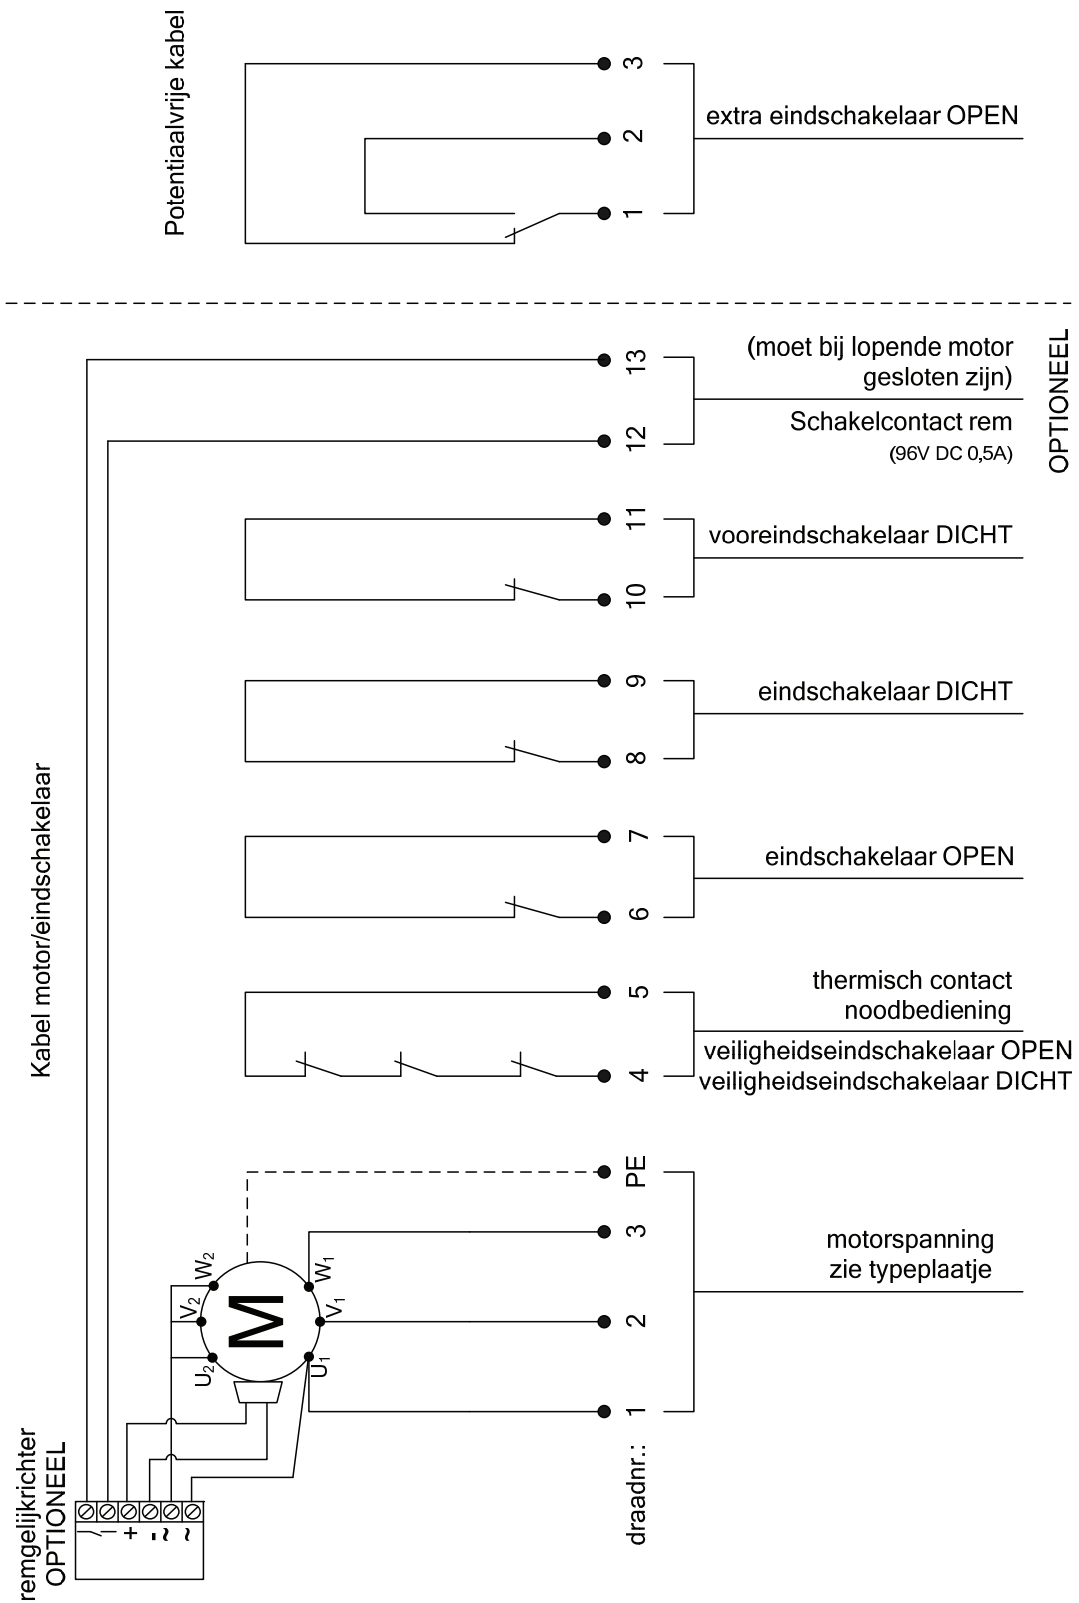 Potentiaalvrije kabel
3
2
1
extra eindschakelaar OPEN
13
12
(moet bij lopende motor
gesloten zijn)
Schakelcontact rem
(96V DC 0,5A)
OPTIONEEL
11
10
vooreindschakelaar DICHT
9
8
eindschakelaar DICHT
Kabel motor/eindschakelaar
7
6
eindschakelaar OPEN
5
4
thermisch contact
noodbediening
veiligheidseindschakelaar OPEN
veiligheidseindschakelaar DICHT
PE
3
2
1
motorspanning
zie typeplaatje
W2
V2
U2
M
W1
V1
U1
draadnr.:
remgelijkrichter
OPTIONEEL
+
-
~
~